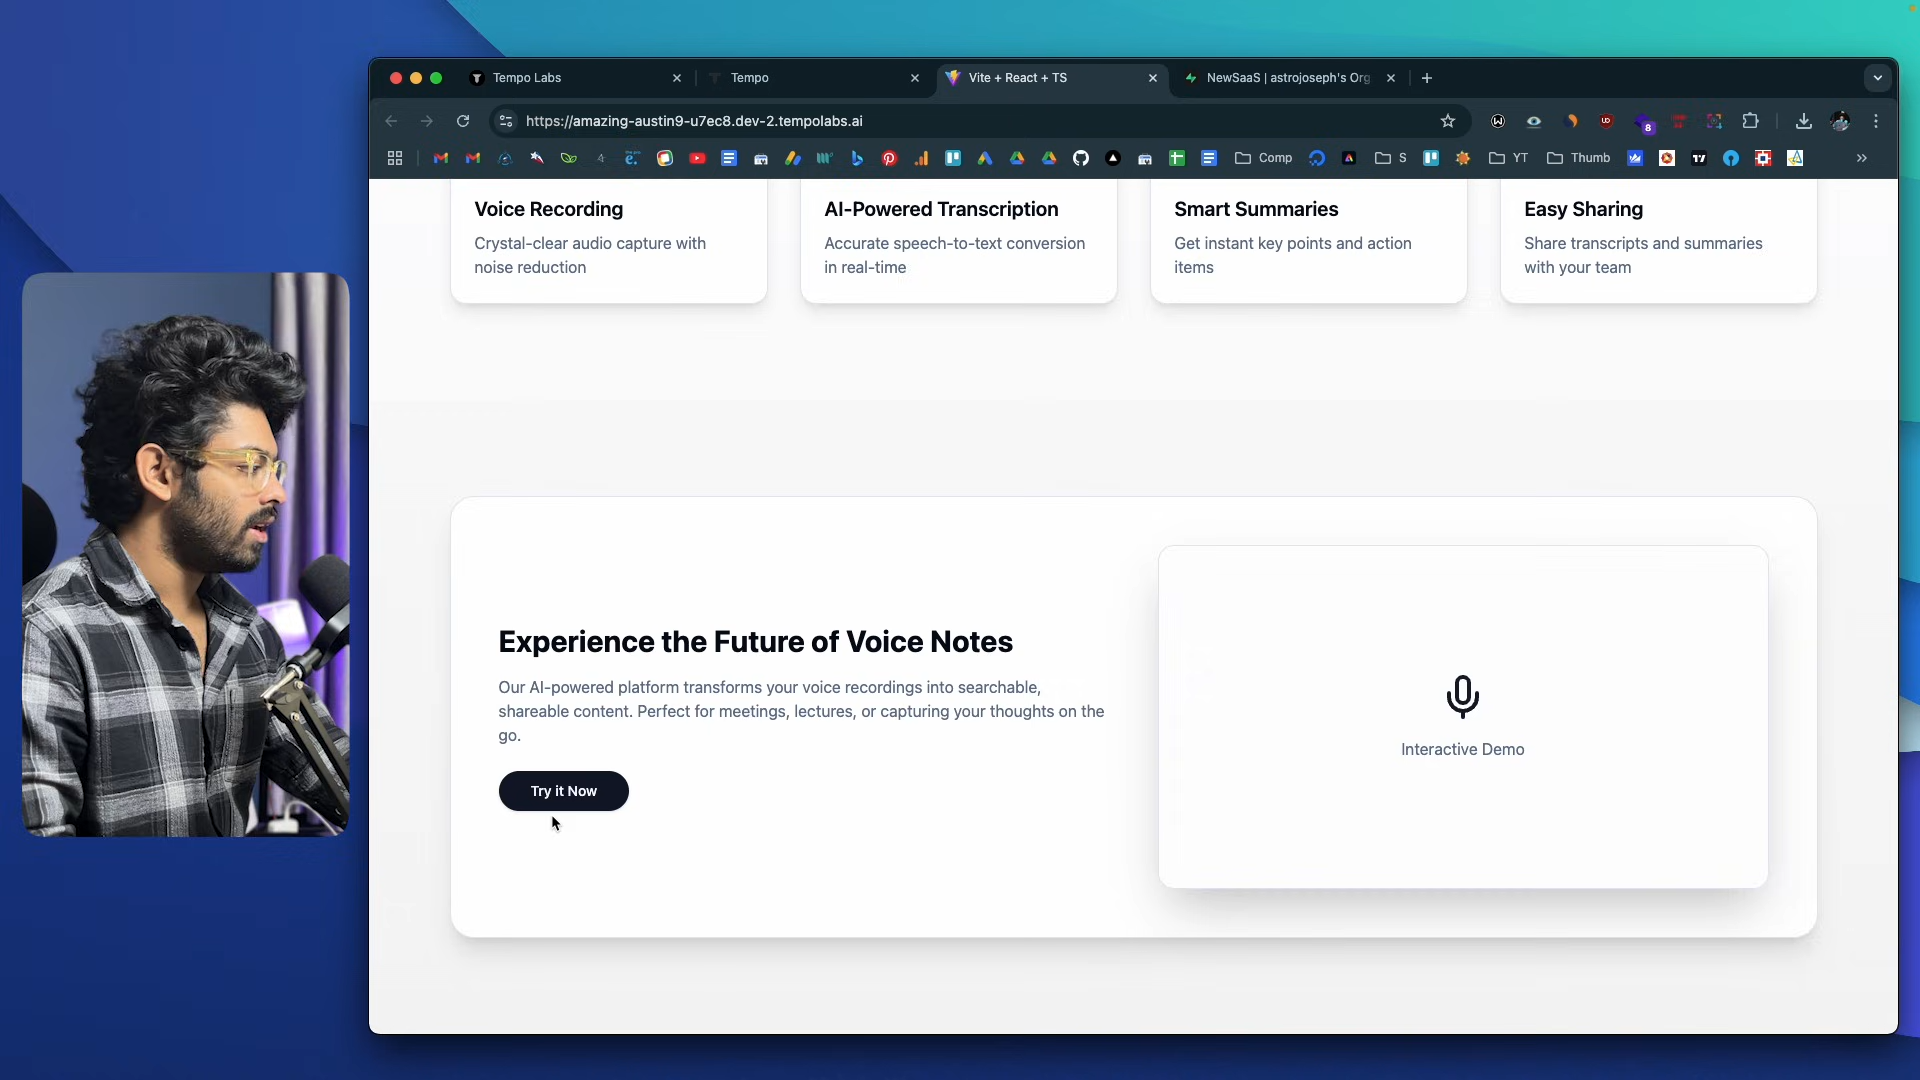 Tempo Labs
Tempo
Vite + React + TS
NewSaaS | astrojoseph's Org
https://amazing-austin9-u7ec8.dev-2.tempolabs.ai
8
Comp
S
YT
Thumb
Voice Recording
Crystal-clear audio capture with
noise reduction
AI-Powered Transcription
Accurate speech-to-text conversion
in real-time
Smart Summaries
Get instant key points and action
items
Easy Sharing
Share transcripts and summaries
with your team
Experience the Future of Voice Notes
Our AI-powered platform transforms your voice recordings into searchable,
shareable content. Perfect for meetings, lectures, or capturing your thoughts on the
go.
Try it Now
Interactive Demo